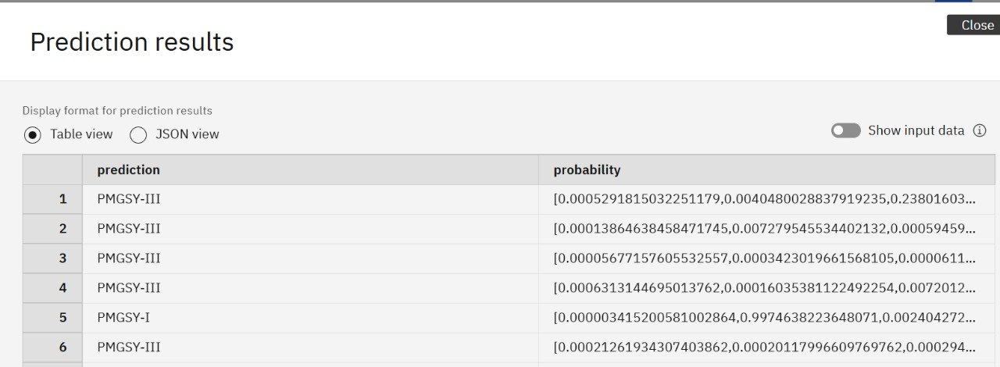 Close
Prediction results
Display format for prediction results
Table view JSON view Show input data
prediction probability
1 PMGSY-III [0.0005291815032251179,0.0040480028837919235,0.23801603...
2 PMGSY-III [0.00013864638458471745,0.007279545534402132,0.00059459...
3 PMGSY-III [0.00005677157605532557,0.0003423019661568105,0.0000611...
4 PMGSY-III [0.0006313144695013762,0.00016035381122492254,0.0072012...
5 PMGSY-I [0.000003415200581002864,0.9974638223648071,0.002404272...
6 PMGSY-III [0.00021261934307403862,0.00020117996609769762,0.000294...